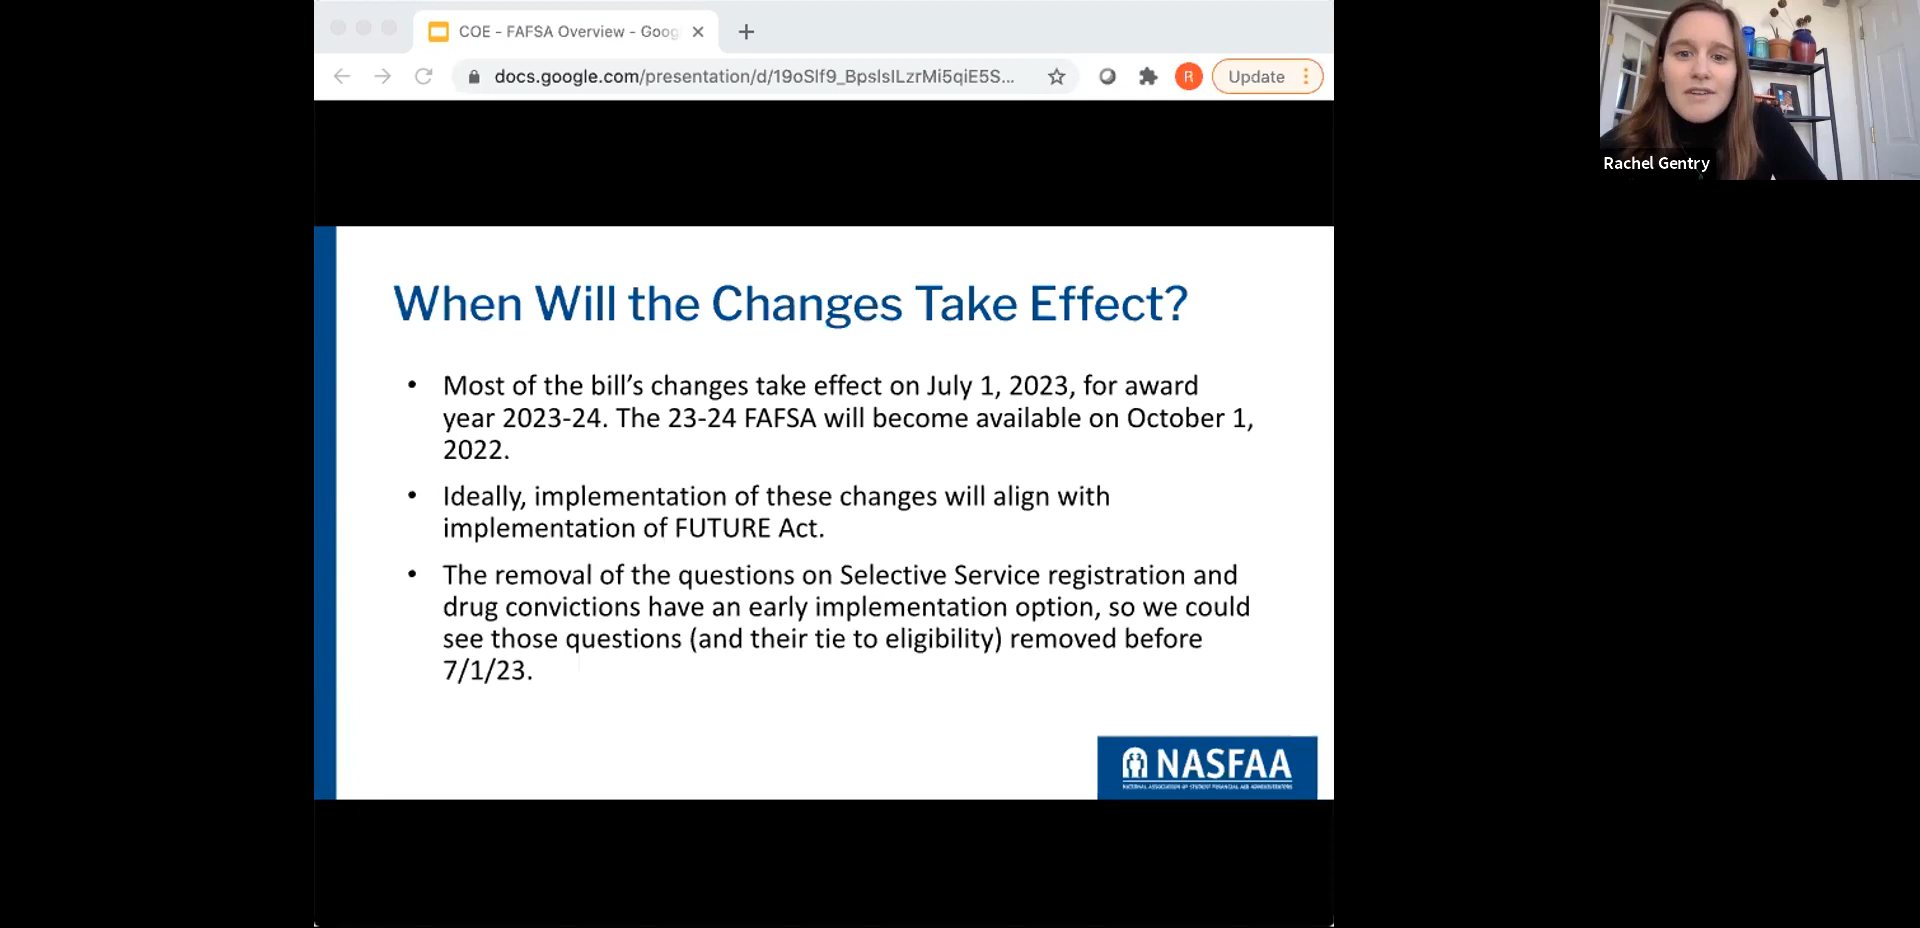 COE - FAFSA Overview - Goog
docs.google.com/presentation/d/19oSlf9_BpslsILzrMi5qiE5S...
R
Update
Rachel Gentry
When Will the Changes Take Effect?
• Most of the bill’s changes take effect on July 1, 2023, for award
year 2023-24. The 23-24 FAFSA will become available on October 1,
2022.
• Ideally, implementation of these changes will align with
implementation of FUTURE Act.
• The removal of the questions on Selective Service registration and
drug convictions have an early implementation option, so we could
see those questions (and their tie to eligibility) removed before
7/1/23.
NASFAA
NATIONAL ASSOCIATION OF STUDENT FINANCIAL AID ADMINISTRATORS